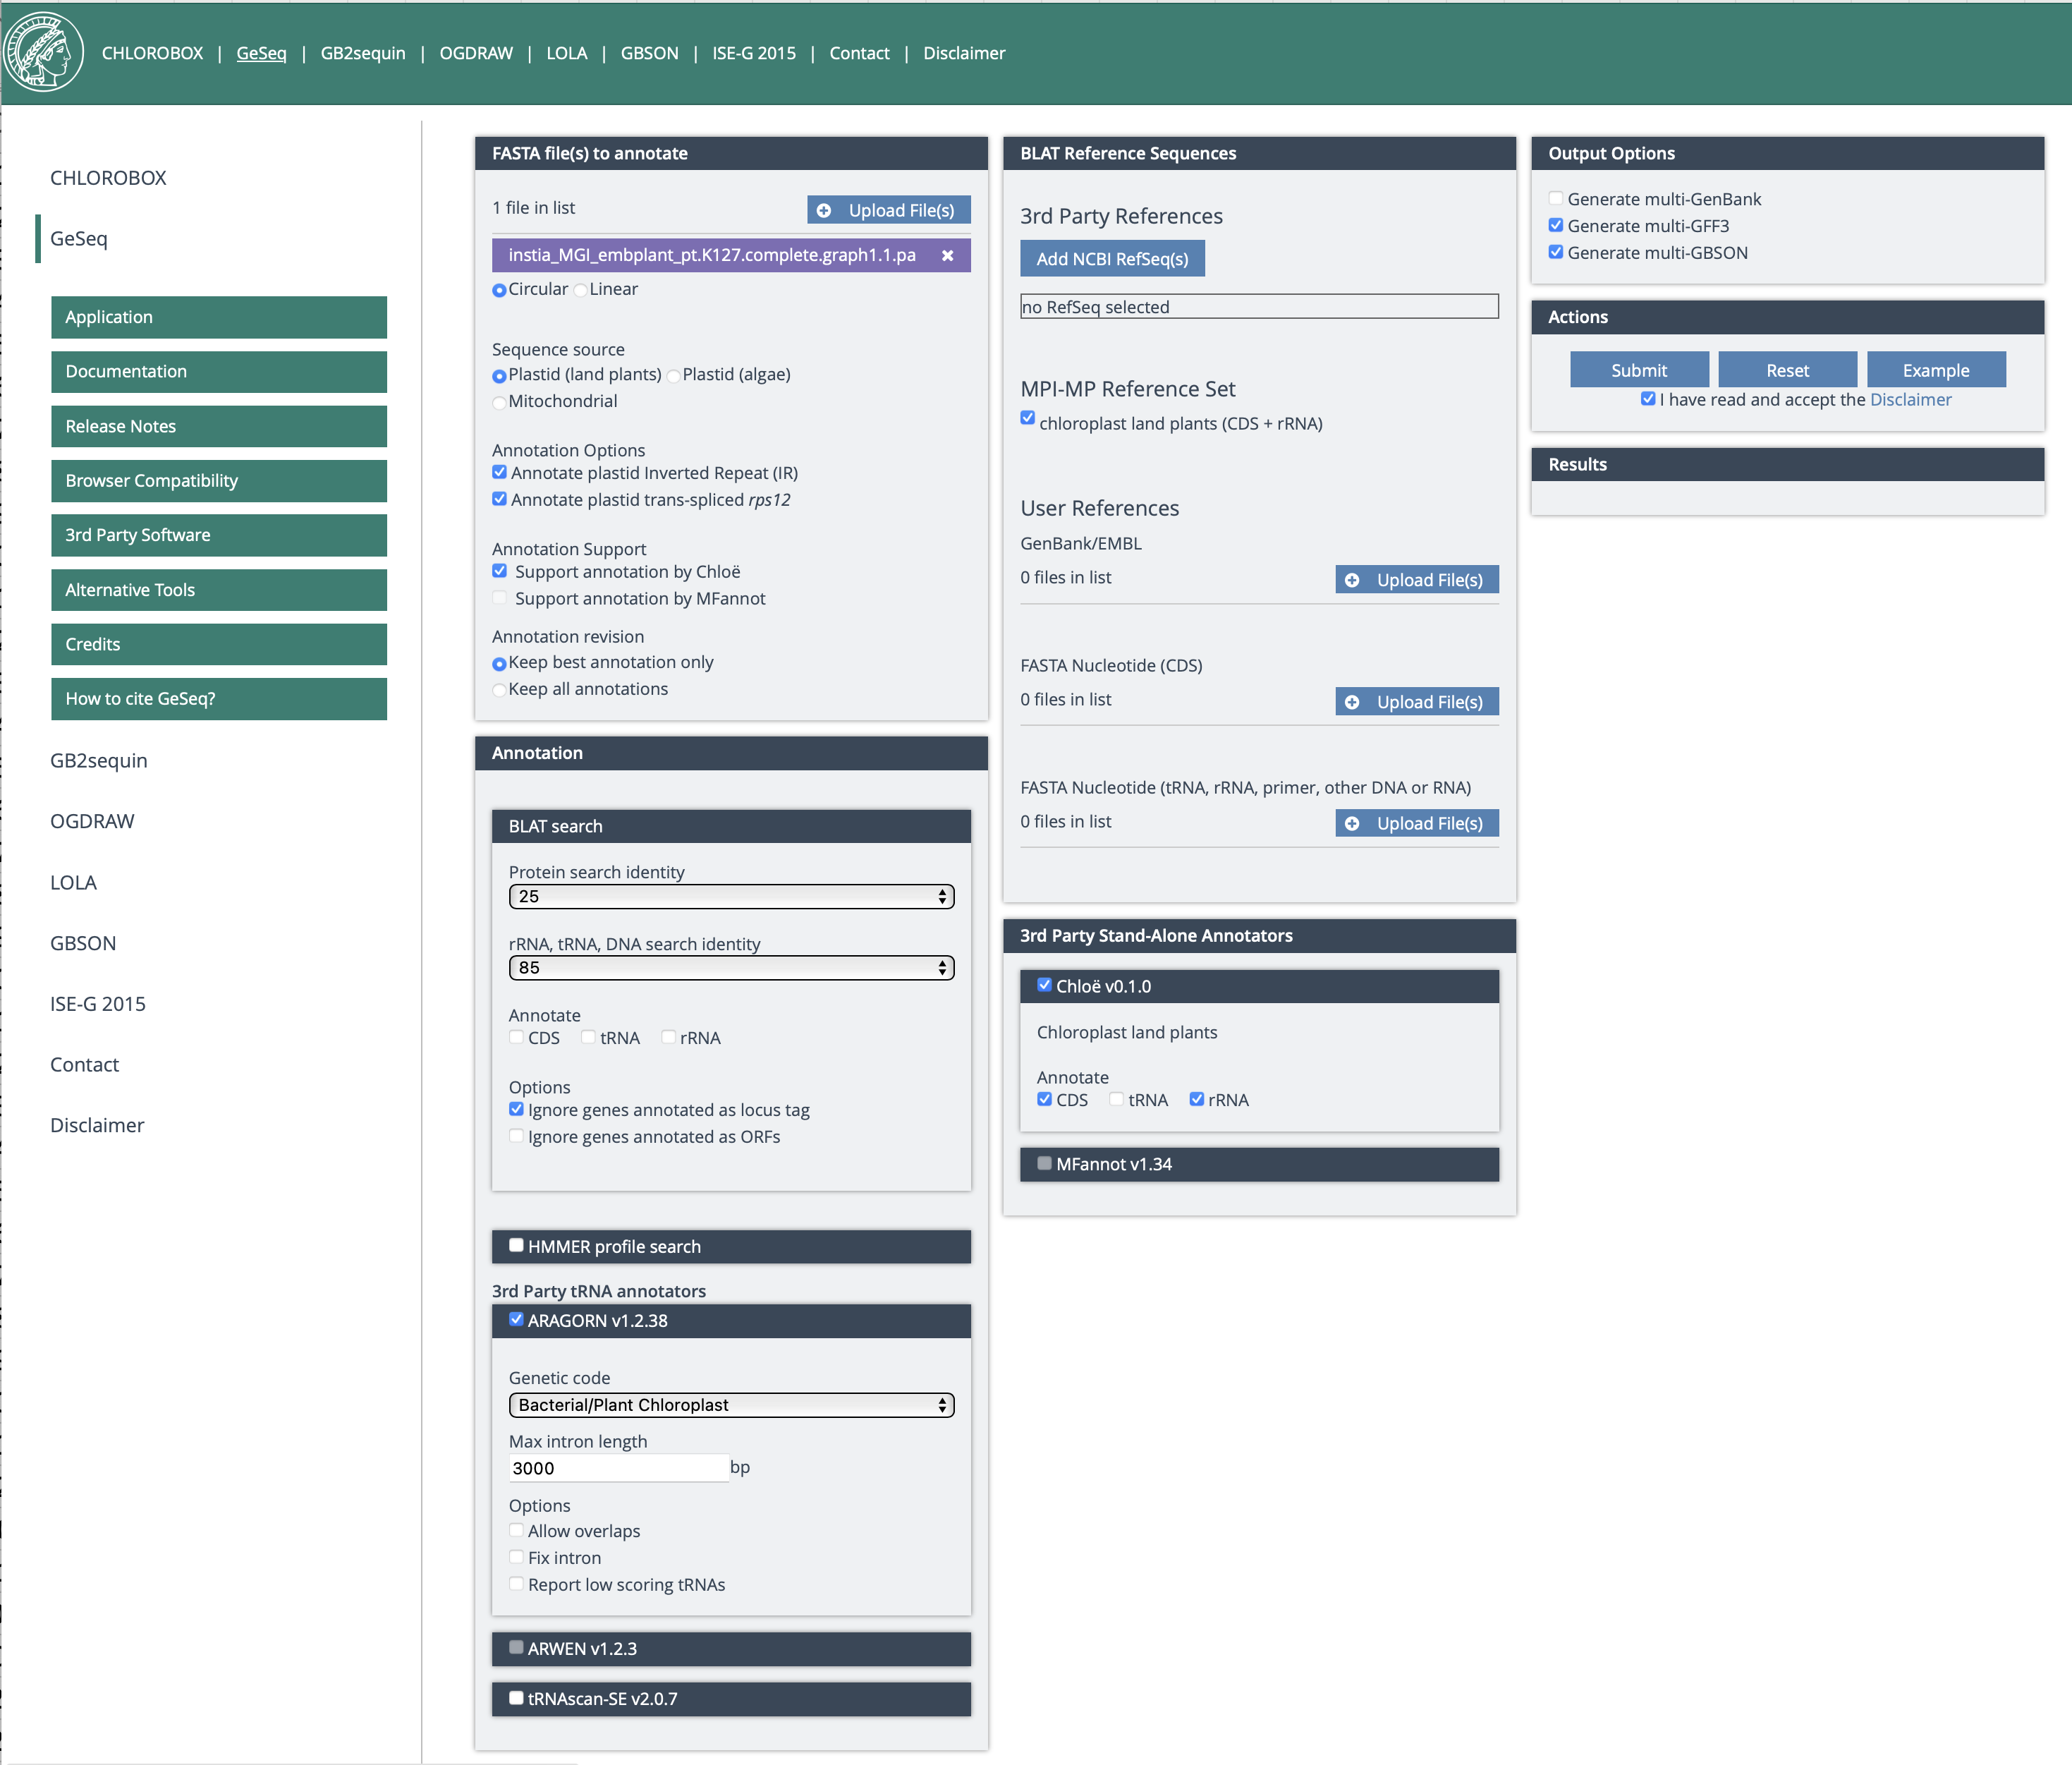 CHLOROBOX | GeSeq | GB2sequin | OGDRAW | LOLA | GBSON | ISE-G 2015 | Contact | Disclaimer
CHLOROBOX
GeSeq
Application
Documentation
Release Notes
Browser Compatibility
3rd Party Software
Alternative Tools
Credits
How to cite GeSeq?
GB2sequin
OGDRAW
LOLA
GBSON
ISE-G 2015
Contact
Disclaimer
FASTA file(s) to annotate
1 file in list
Upload File(s)
instia_MGI_embplant_pt.K127.complete.graph1.1.pa
Circular Linear
Sequence source
Plastid (land plants) Plastid (algae)
Mitochondrial
Annotation Options
Annotate plastid Inverted Repeat (IR)
Annotate plastid trans-spliced rps12
Annotation Support
Support annotation by Chloë
Support annotation by MFannot
Annotation revision
Keep best annotation only
Keep all annotations
Annotation
BLAT search
Protein search identity
25
rRNA, tRNA, DNA search identity
85
Annotate
CDS tRNA rRNA
Options
Ignore genes annotated as locus tag
Ignore genes annotated as ORFs
HMMER profile search
3rd Party tRNA annotators
ARAGORN v1.2.38
Genetic code
Bacterial/Plant Chloroplast
Max intron length
3000 bp
Options
Allow overlaps
Fix intron
Report low scoring tRNAs
ARWEN v1.2.3
tRNAscan-SE v2.0.7
BLAT Reference Sequences
3rd Party References
Add NCBI RefSeq(s)
no RefSeq selected
MPI-MP Reference Set
chloroplast land plants (CDS + rRNA)
User References
GenBank/EMBL
0 files in list
Upload File(s)
FASTA Nucleotide (CDS)
0 files in list
Upload File(s)
FASTA Nucleotide (tRNA, rRNA, primer, other DNA or RNA)
0 files in list
Upload File(s)
3rd Party Stand-Alone Annotators
Chloë v0.1.0
Chloroplast land plants
Annotate
CDS tRNA rRNA
MFannot v1.34
Output Options
Generate multi-GenBank
Generate multi-GFF3
Generate multi-GBSON
Actions
Submit
Reset
Example
I have read and accept the Disclaimer
Results